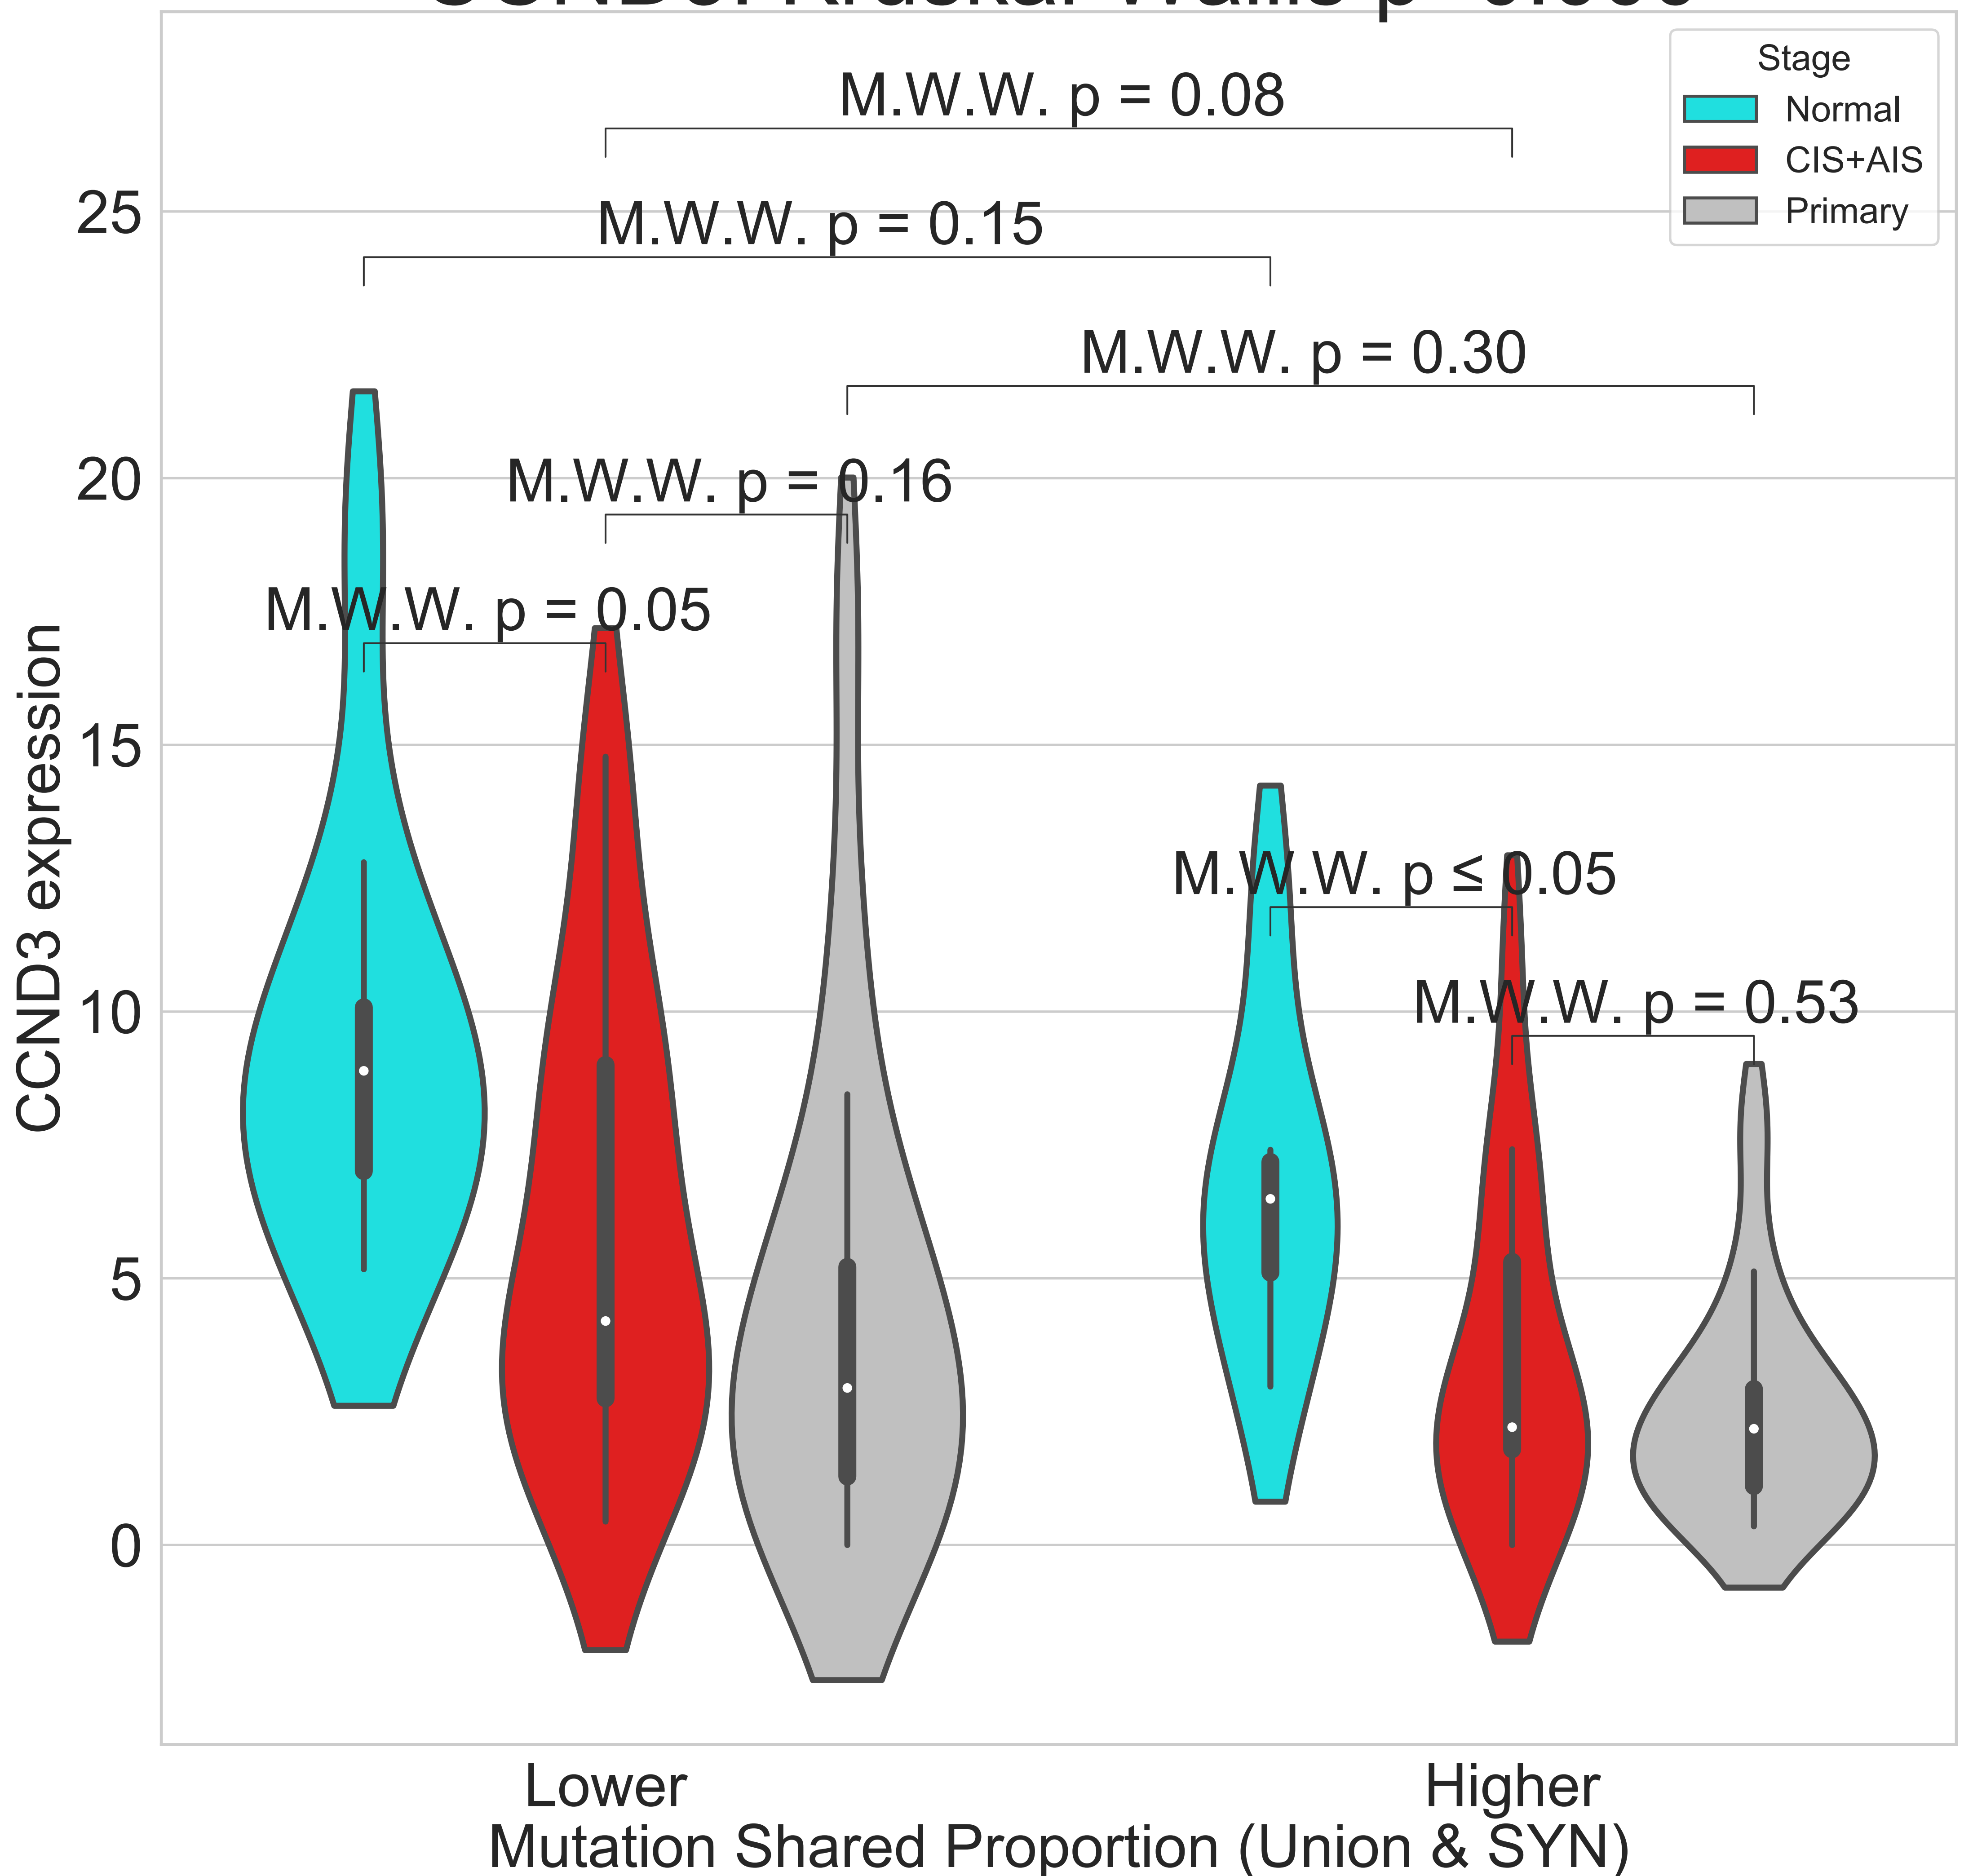 Stage
Normal
CIS+AIS
Primary
M.W.W. p = 0.08
M.W.W. p = 0.15
M.W.W. p = 0.30
M.W.W. p = 0.16
M.W.W. p = 0.05
M.W.W. p ≤ 0.05
M.W.W. p = 0.53
25
20
15
10
5
0
CCND3 expression
Lower
Higher
Mutation Shared Proportion (Union & SYN)